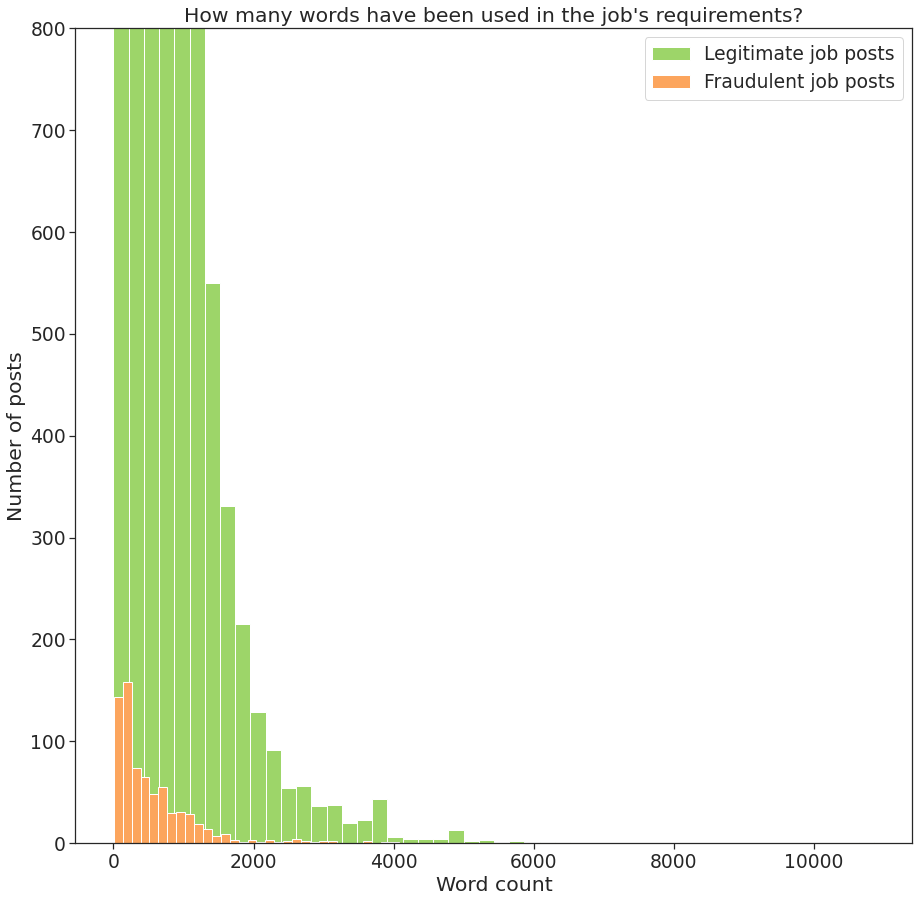 How many words have been used in the job's requirements?
Legitimate job posts
Fraudulent job posts
800
700
600
500
400
300
200
100
0
Number of posts
0 2000 4000 6000 8000 10000
Word count